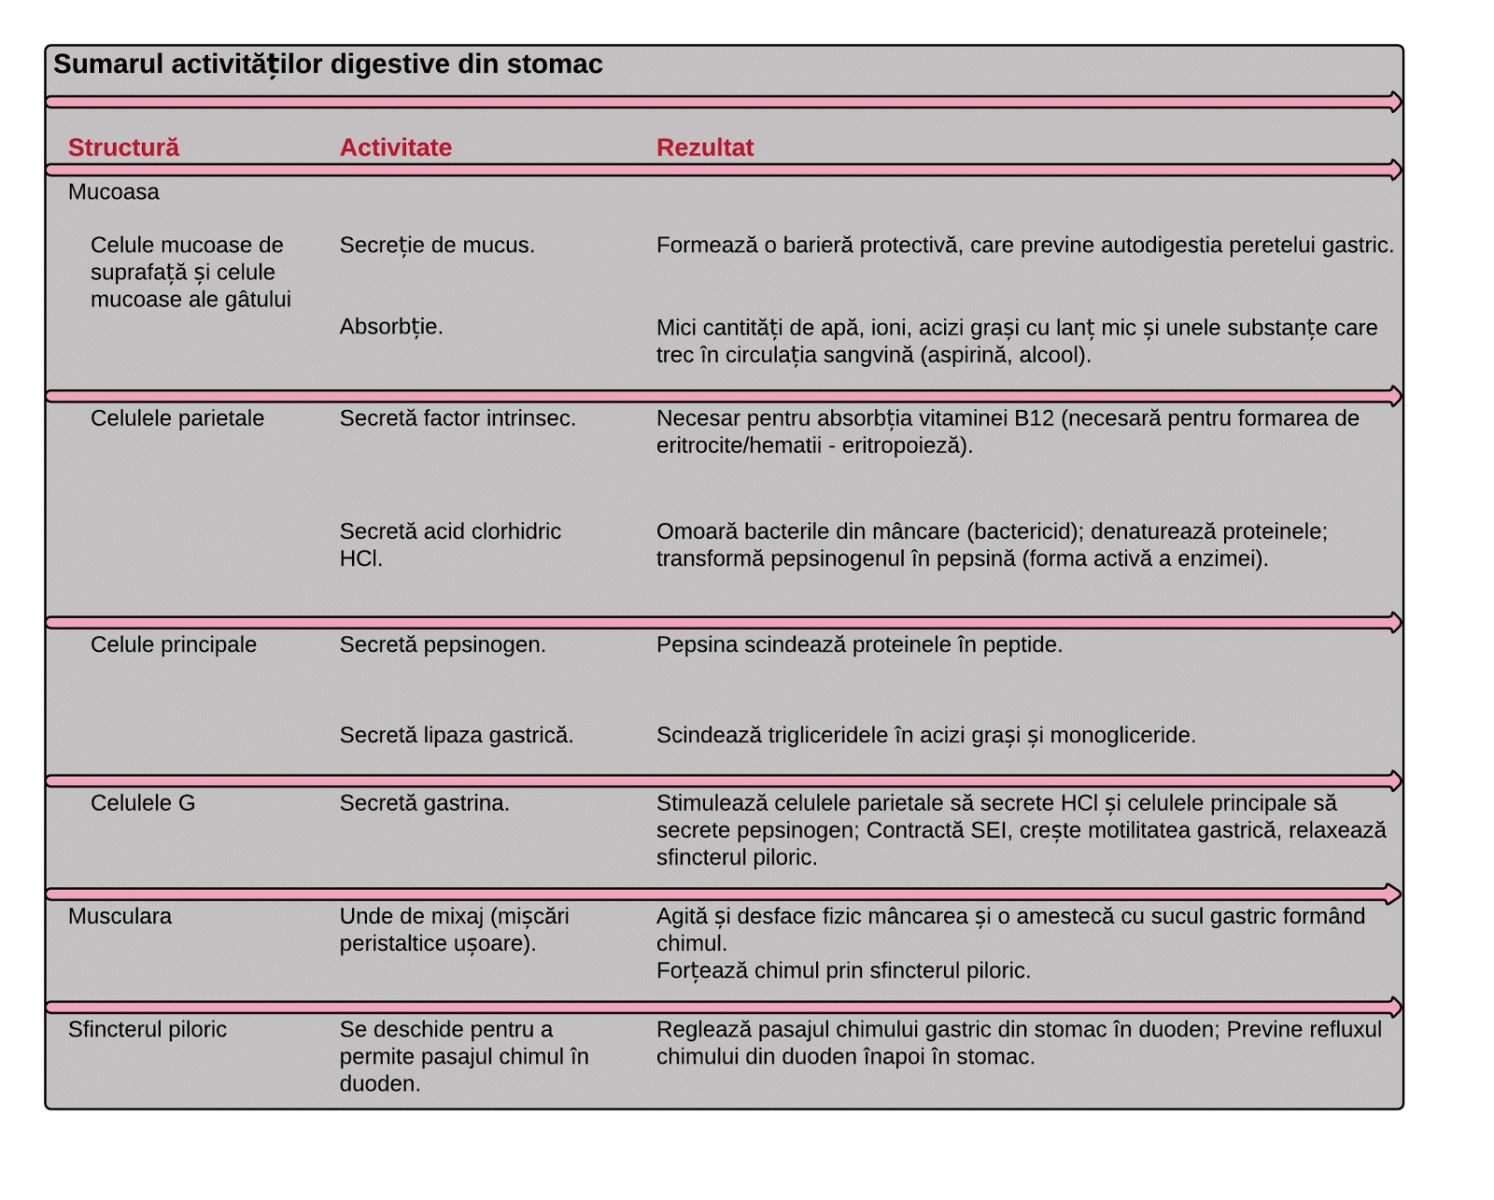 Sumarul activităților digestive din stomac
Structură Activitate Rezultat
Mucoasa
Celule mucoase de suprafață și celule mucoase ale gâtului
Secreție de mucus.
Formează o barieră protectivă, care previne autodigestia peretelui gastric.
Absorbție.
Mici cantități de apă, ioni, acizi grași cu lanț mic și unele substanțe care
trec în circulația sangvină (aspirină, alcool).
Celulele parietale
Secretă factor intrinsec.
Necesar pentru absorbția vitaminei B12 (necesară pentru formarea de
eritrocite/hematii - eritropoieză).
Secretă acid clorhidric
HCl.
Omoară bacterile din mâncare (bactericid); denaturează proteinele;
transformă pepsinogenul în pepsină (forma activă a enzimei).
Celule principale
Secretă pepsinogen.
Pepsina scindează proteinele în peptide.
Secretă lipaza gastrică.
Scindează trigliceridele în acizi grași și monogliceride.
Celulele G
Secretă gastrina.
Stimulează celulele parietale să secrete HCl și celulele principale să
secrete pepsinogen; Contractă SEI, crește motilitatea gastrică, relaxează
sfincterul piloric.
Musculara
Unde de mixaj (mișcări
peristaltice ușoare).
Agită și desface fizic mâncarea și o amestecă cu sucul gastric formând
chimul.
Forțează chimul prin sfincterul piloric.
Sfincterul piloric
Se deschide pentru a
permite pasajul chimul în
duoden.
Reglează pasajul chimului gastric din stomac în duoden; Previne refluxul
chimului din duoden înapoi în stomac.